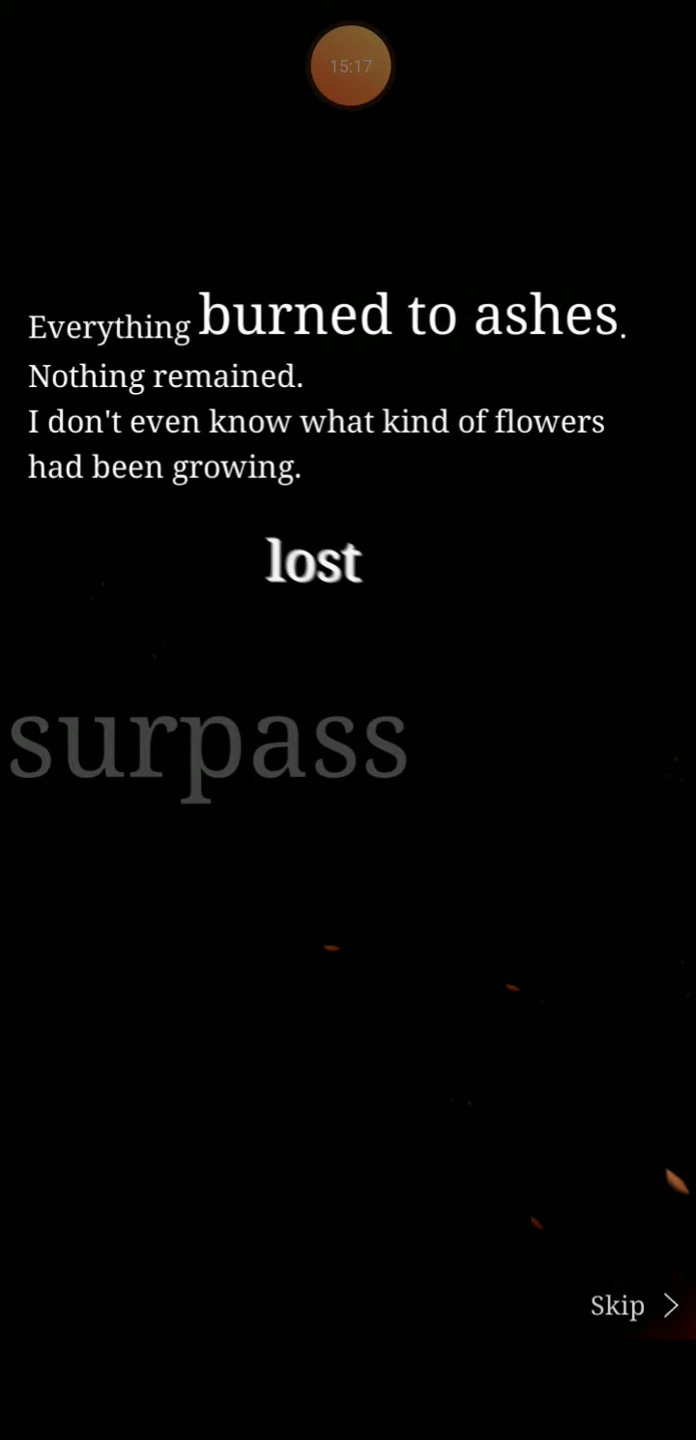 15:17
Everything burned to ashes.
Nothing remained.
I don't even know what kind of flowers
had been growing.
lost
surpass
Skip